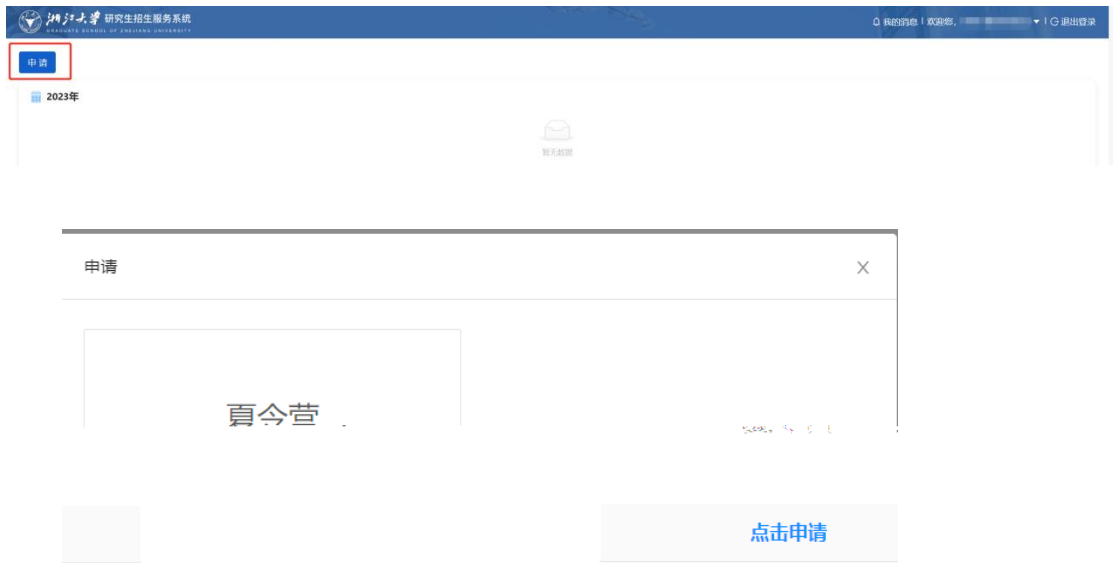 浙江大学 研究生招生服务系统
GRADUATE SCHOOL OF ZHEJIANG UNIVERSITY
我的消息 | 欢迎您, | 退出登录
申 请
2023年
暂无数据
申请 X
夏令营
点击申请